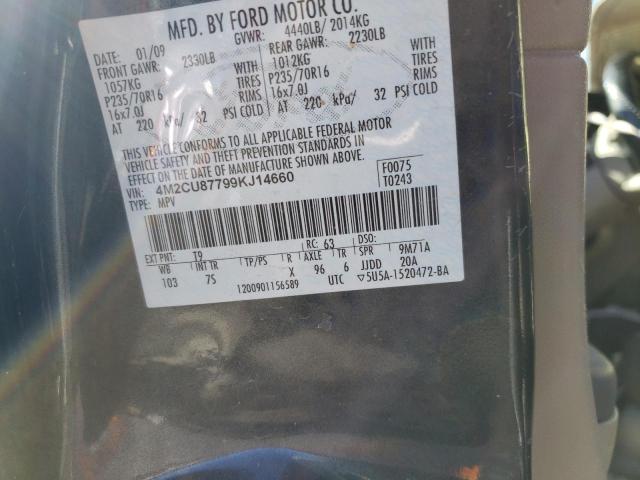 MFD. BY FORD MOTOR CO.
DATE: 01/09 GVWR: 4440LB/ 2014KG
FRONT GAWR: 2330LB REAR GAWR: 2230LB
1057KG 1012KG
P235/70R16 TIRES P235/70R16 TIRES
16x7.0J RIMS 16x7.0J RIMS
AT 220 kPa/ 32 PSI COLD AT 220 kPa/ 32 PSI COLD
THIS VEHICLE CONFORMS TO ALL APPLICABLE FEDERAL MOTOR
VEHICLE SAFETY AND THEFT PREVENTION STANDARDS IN
EFFECT ON THE DATE OF MANUFACTURE SHOWN ABOVE.
VIN: 4M2CU87799KJ14660 F0075
TYPE: MPV T0243
EXT PNT: T9 RC: 63 DSO:
WB INT TR TP/PS R AXLE TR SPR 9M71A
103 7S X 96 6 JJDD 20A
1200901156589 UTC ▽5U5A-1520472-BA